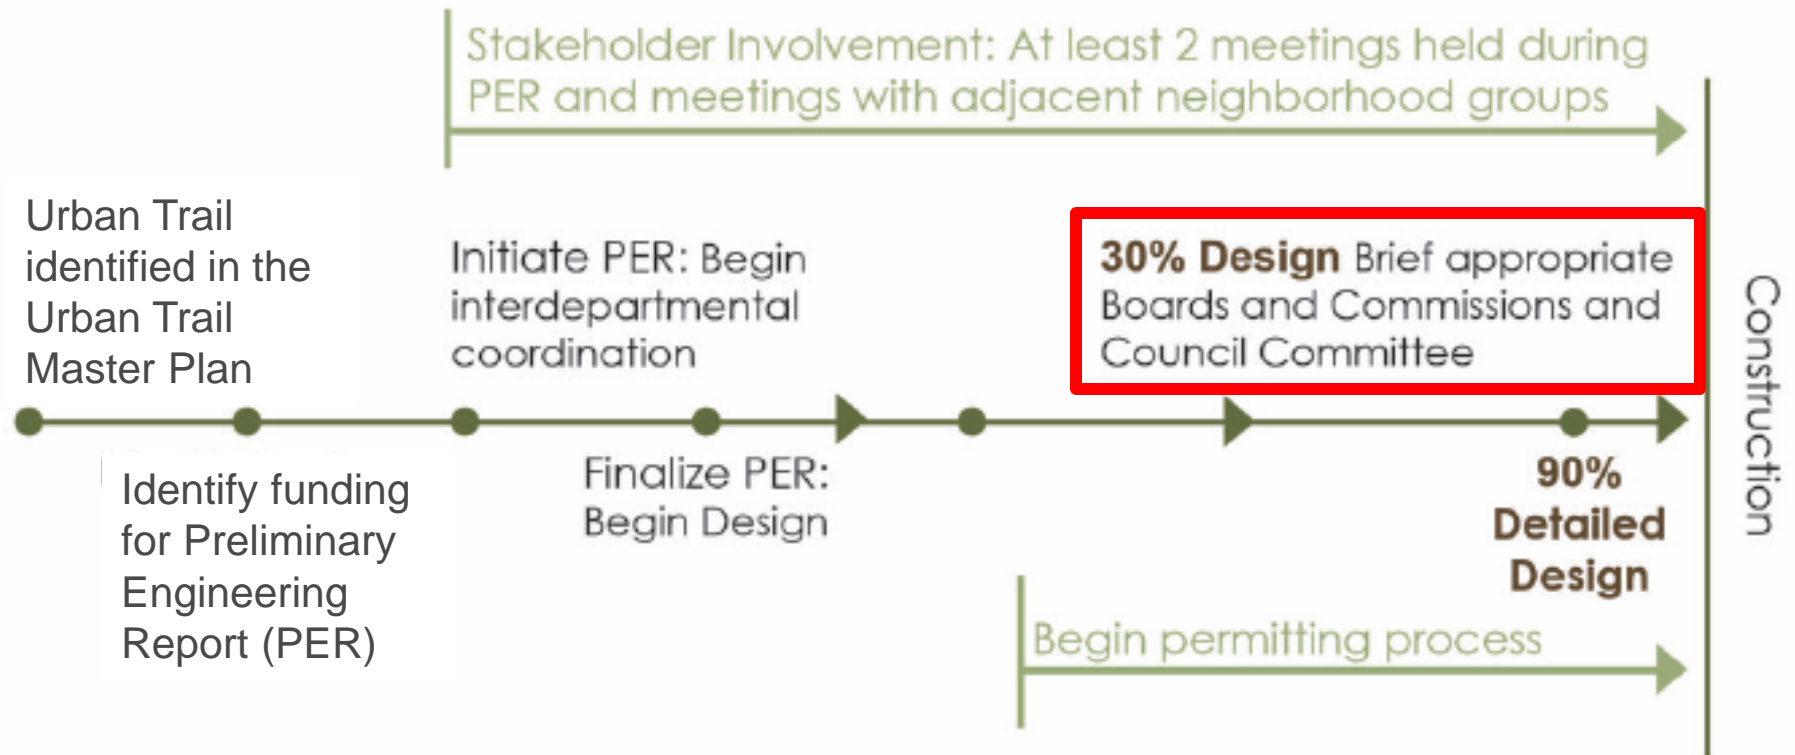 Stakeholder Involvement: At least 2 meetings held during
PER and meetings with adjacent neighborhood groups
Urban Trail
identified in the
Urban Trail
Master Plan
Initiate PER: Begin
interdepartmental
coordination
30% Design Brief appropriate
Boards and Commissions and
Council Committee
Construction
Identify funding
for Preliminary
Engineering
Report (PER)
Finalize PER:
Begin Design
90%
Detailed
Design
Begin permitting process